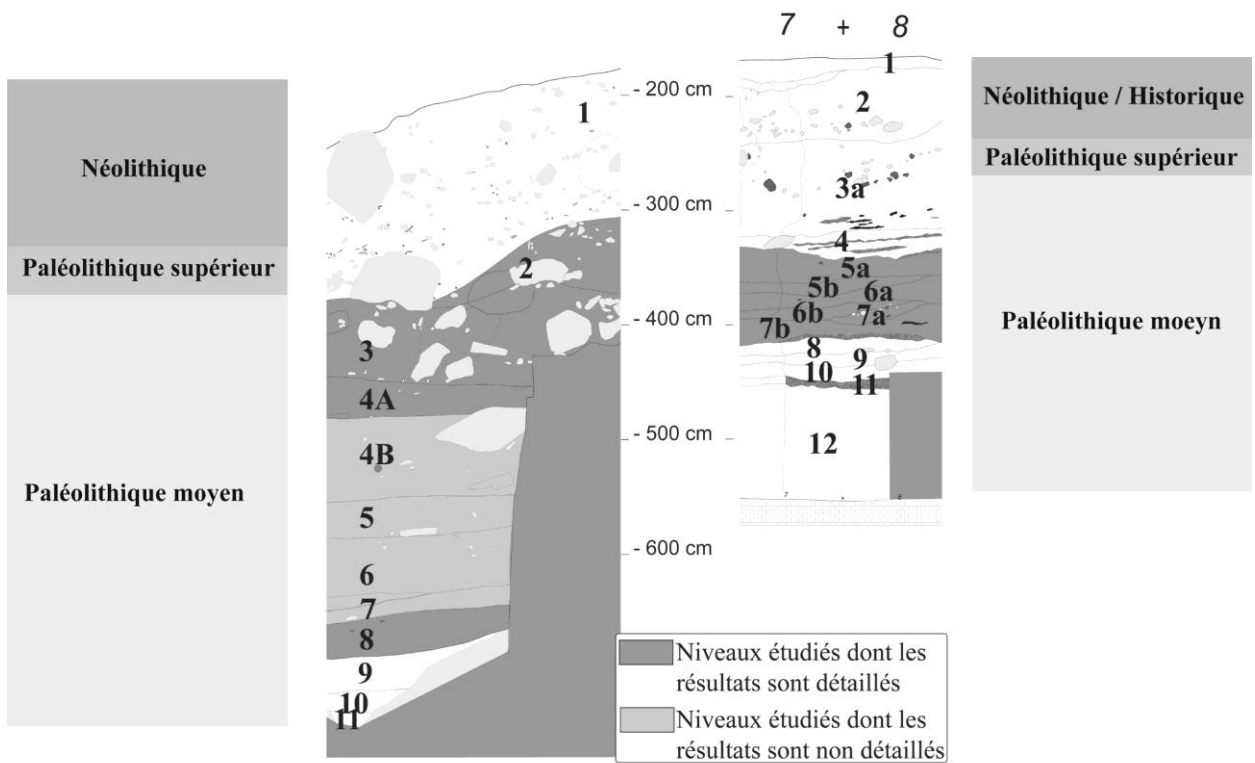 Néolithique
Paléolithique supérieur
Paléolithique moyen
1
2
3
4A
4B
5
6
7
8
9
10
11
- 200 cm
- 300 cm
- 400 cm
- 500 cm
- 600 cm
7 + 8
1
2
3a
4
5a
5b
6a
6b
7a
7b
8
9
10
11
12
7 + 8
Néolithique / Historique
Paléolithique supérieur
Paléolithique moeyn
Niveaux étudiés dont les
résultats sont détaillés
Niveaux étudiés dont les
résultats sont non détaillés